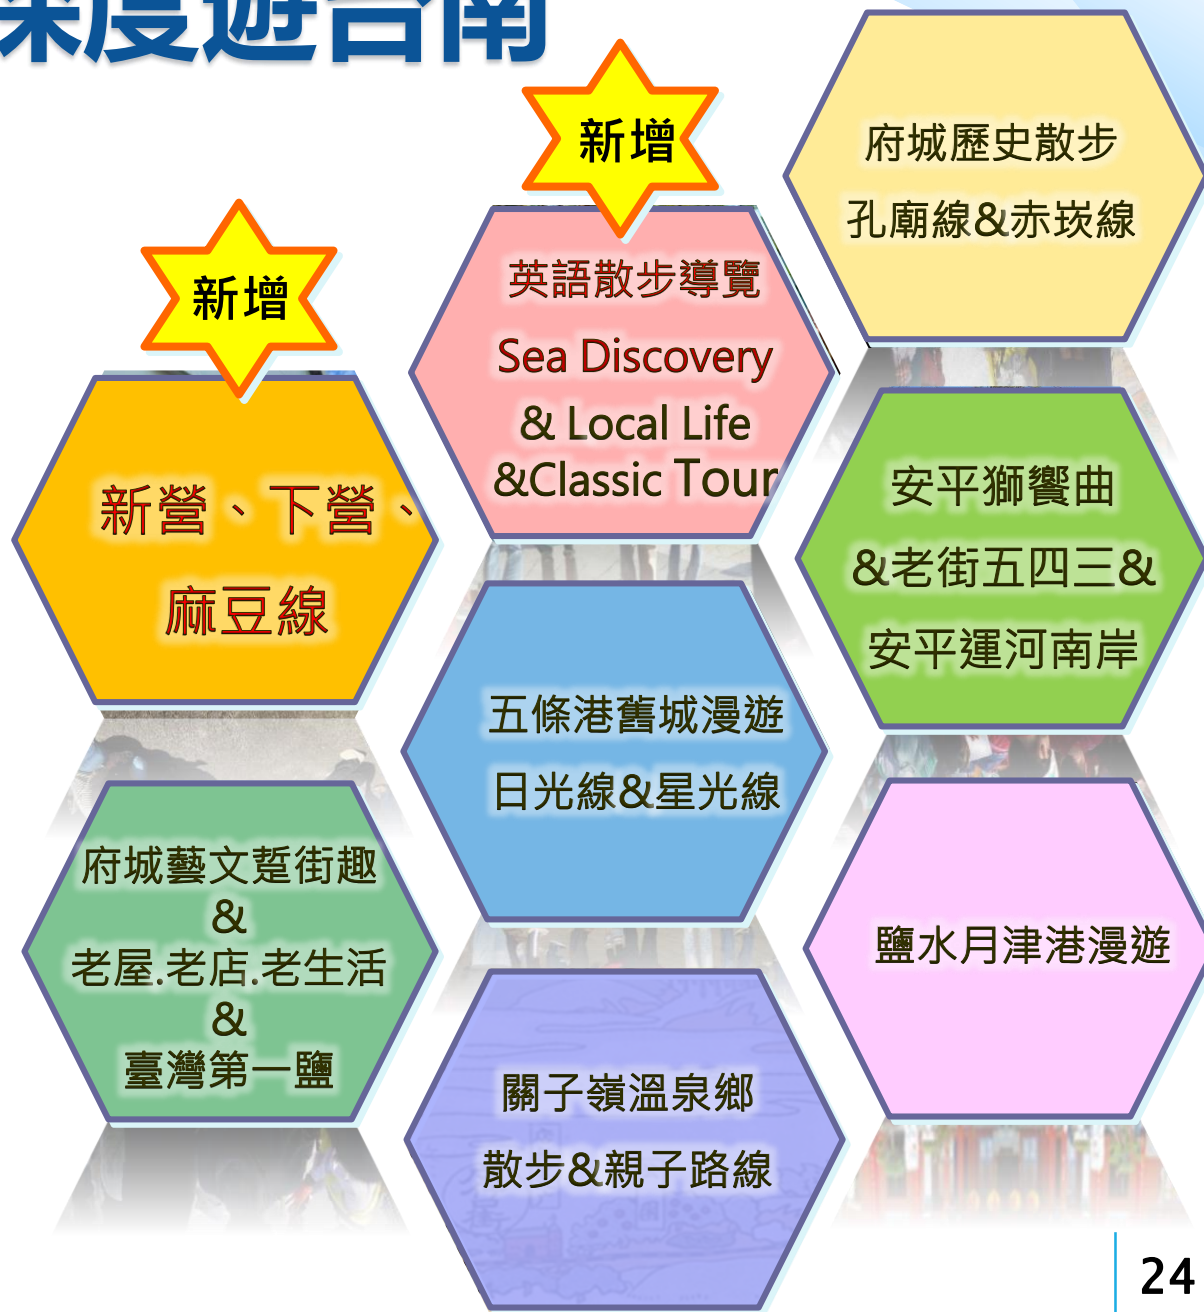 深度遊台南
新增
新營、下營、
麻豆線
府城藝文踅街趣
&
老屋.老店.老生活
&
臺灣第一鹽
新增
英語散步導覽
Sea Discovery
& Local Life
&Classic Tour
五條港舊城漫遊
日光線&星光線
關子嶺溫泉鄉
散步&親子路線
府城歷史散步
孔廟線&赤崁線
安平獅饗曲
&老街五四三&
安平運河南岸
鹽水月津港漫遊
24